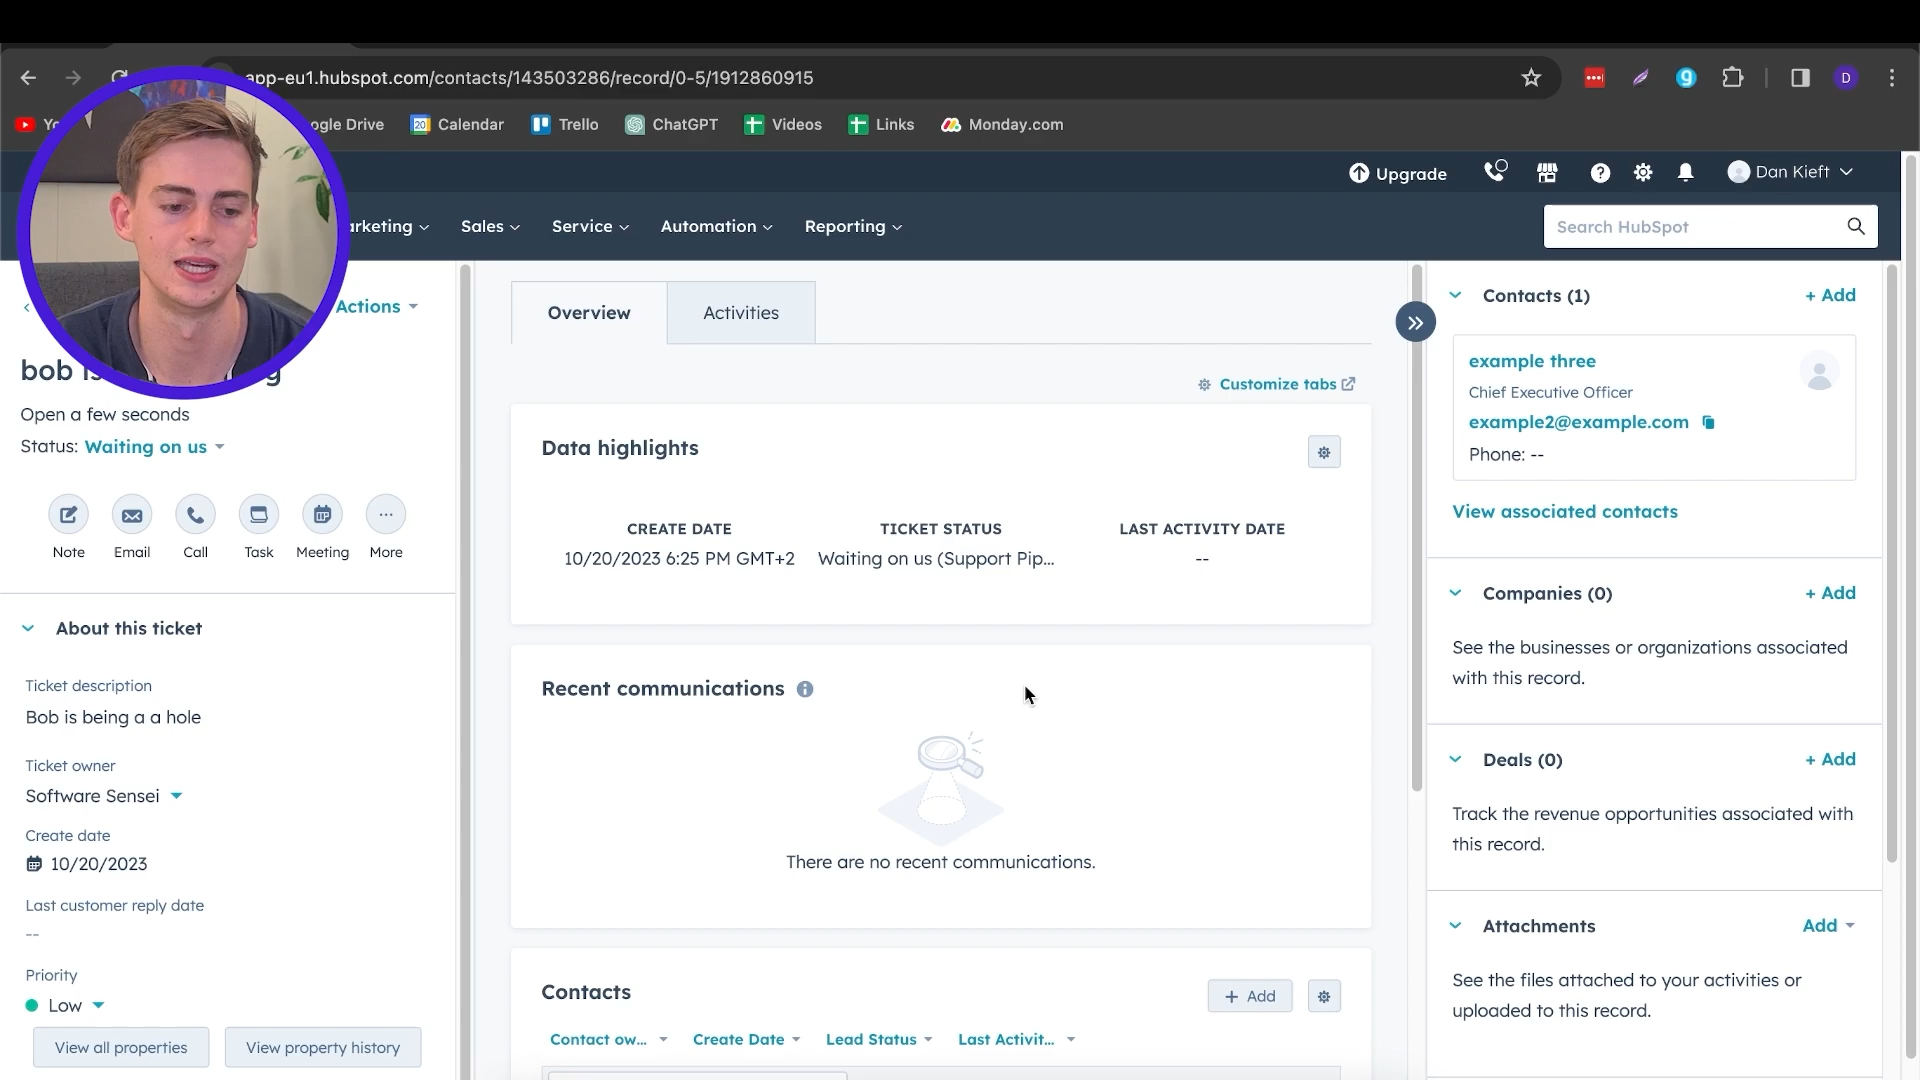 app-eu1.hubspot.com/contacts/143503286/record/0-5/1912860915
D
ogle Drive
Calendar
Trello
ChatGPT
Videos
Links
Monday.com
Upgrade
Dan Kieft
arketing
Sales
Service
Automation
Reporting
Search HubSpot
Actions
bob
Open a few seconds
Status: Waiting on us
Note
Email
Call
Task
Meeting
More
About this ticket
Ticket description
Bob is being a a hole
Ticket owner
Software Sensei
Create date
10/20/2023
Last customer reply date
--
Priority
Low
View all properties
View property history
Overview
Activities
Customize tabs
Data highlights
CREATE DATE
10/20/2023 6:25 PM GMT+2
TICKET STATUS
Waiting on us (Support Pip...
LAST ACTIVITY DATE
--
Recent communications
There are no recent communications.
Contacts
+ Add
Contact ow...
Create Date
Lead Status
Last Activit...
Contacts (1)
+ Add
example three
Chief Executive Officer
example2@example.com
Phone: --
View associated contacts
Companies (0)
+ Add
See the businesses or organizations associated
with this record.
Deals (0)
+ Add
Track the revenue opportunities associated with
this record.
Attachments
Add
See the files attached to your activities or
uploaded to this record.